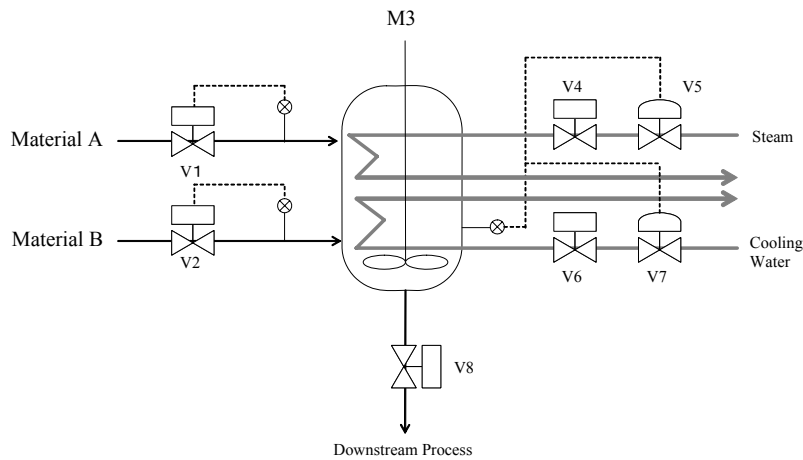 M3
V4
V5
Material A
Steam
V1
Material B
V2
Cooling
Water
V6
V7
V8
Downstream Process